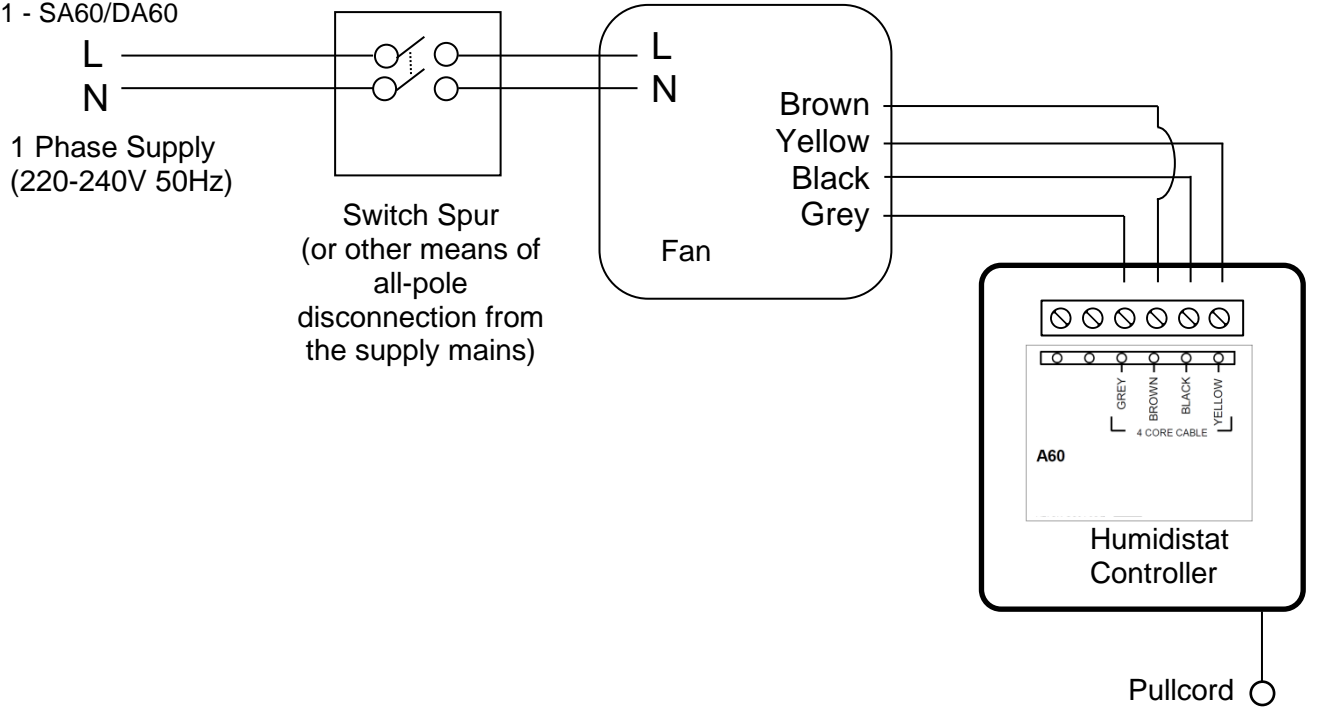 1 - SA60/DA60
L
N
1 Phase Supply
(220-240V 50Hz)
Switch Spur
(or other means of
all-pole
disconnection from
the supply mains)
L
N
Fan
Brown
Yellow
Black
Grey
GREY
BROWN
BLACK
YELLOW
4 CORE CABLE
A60
Humidistat
Controller
Pullcord